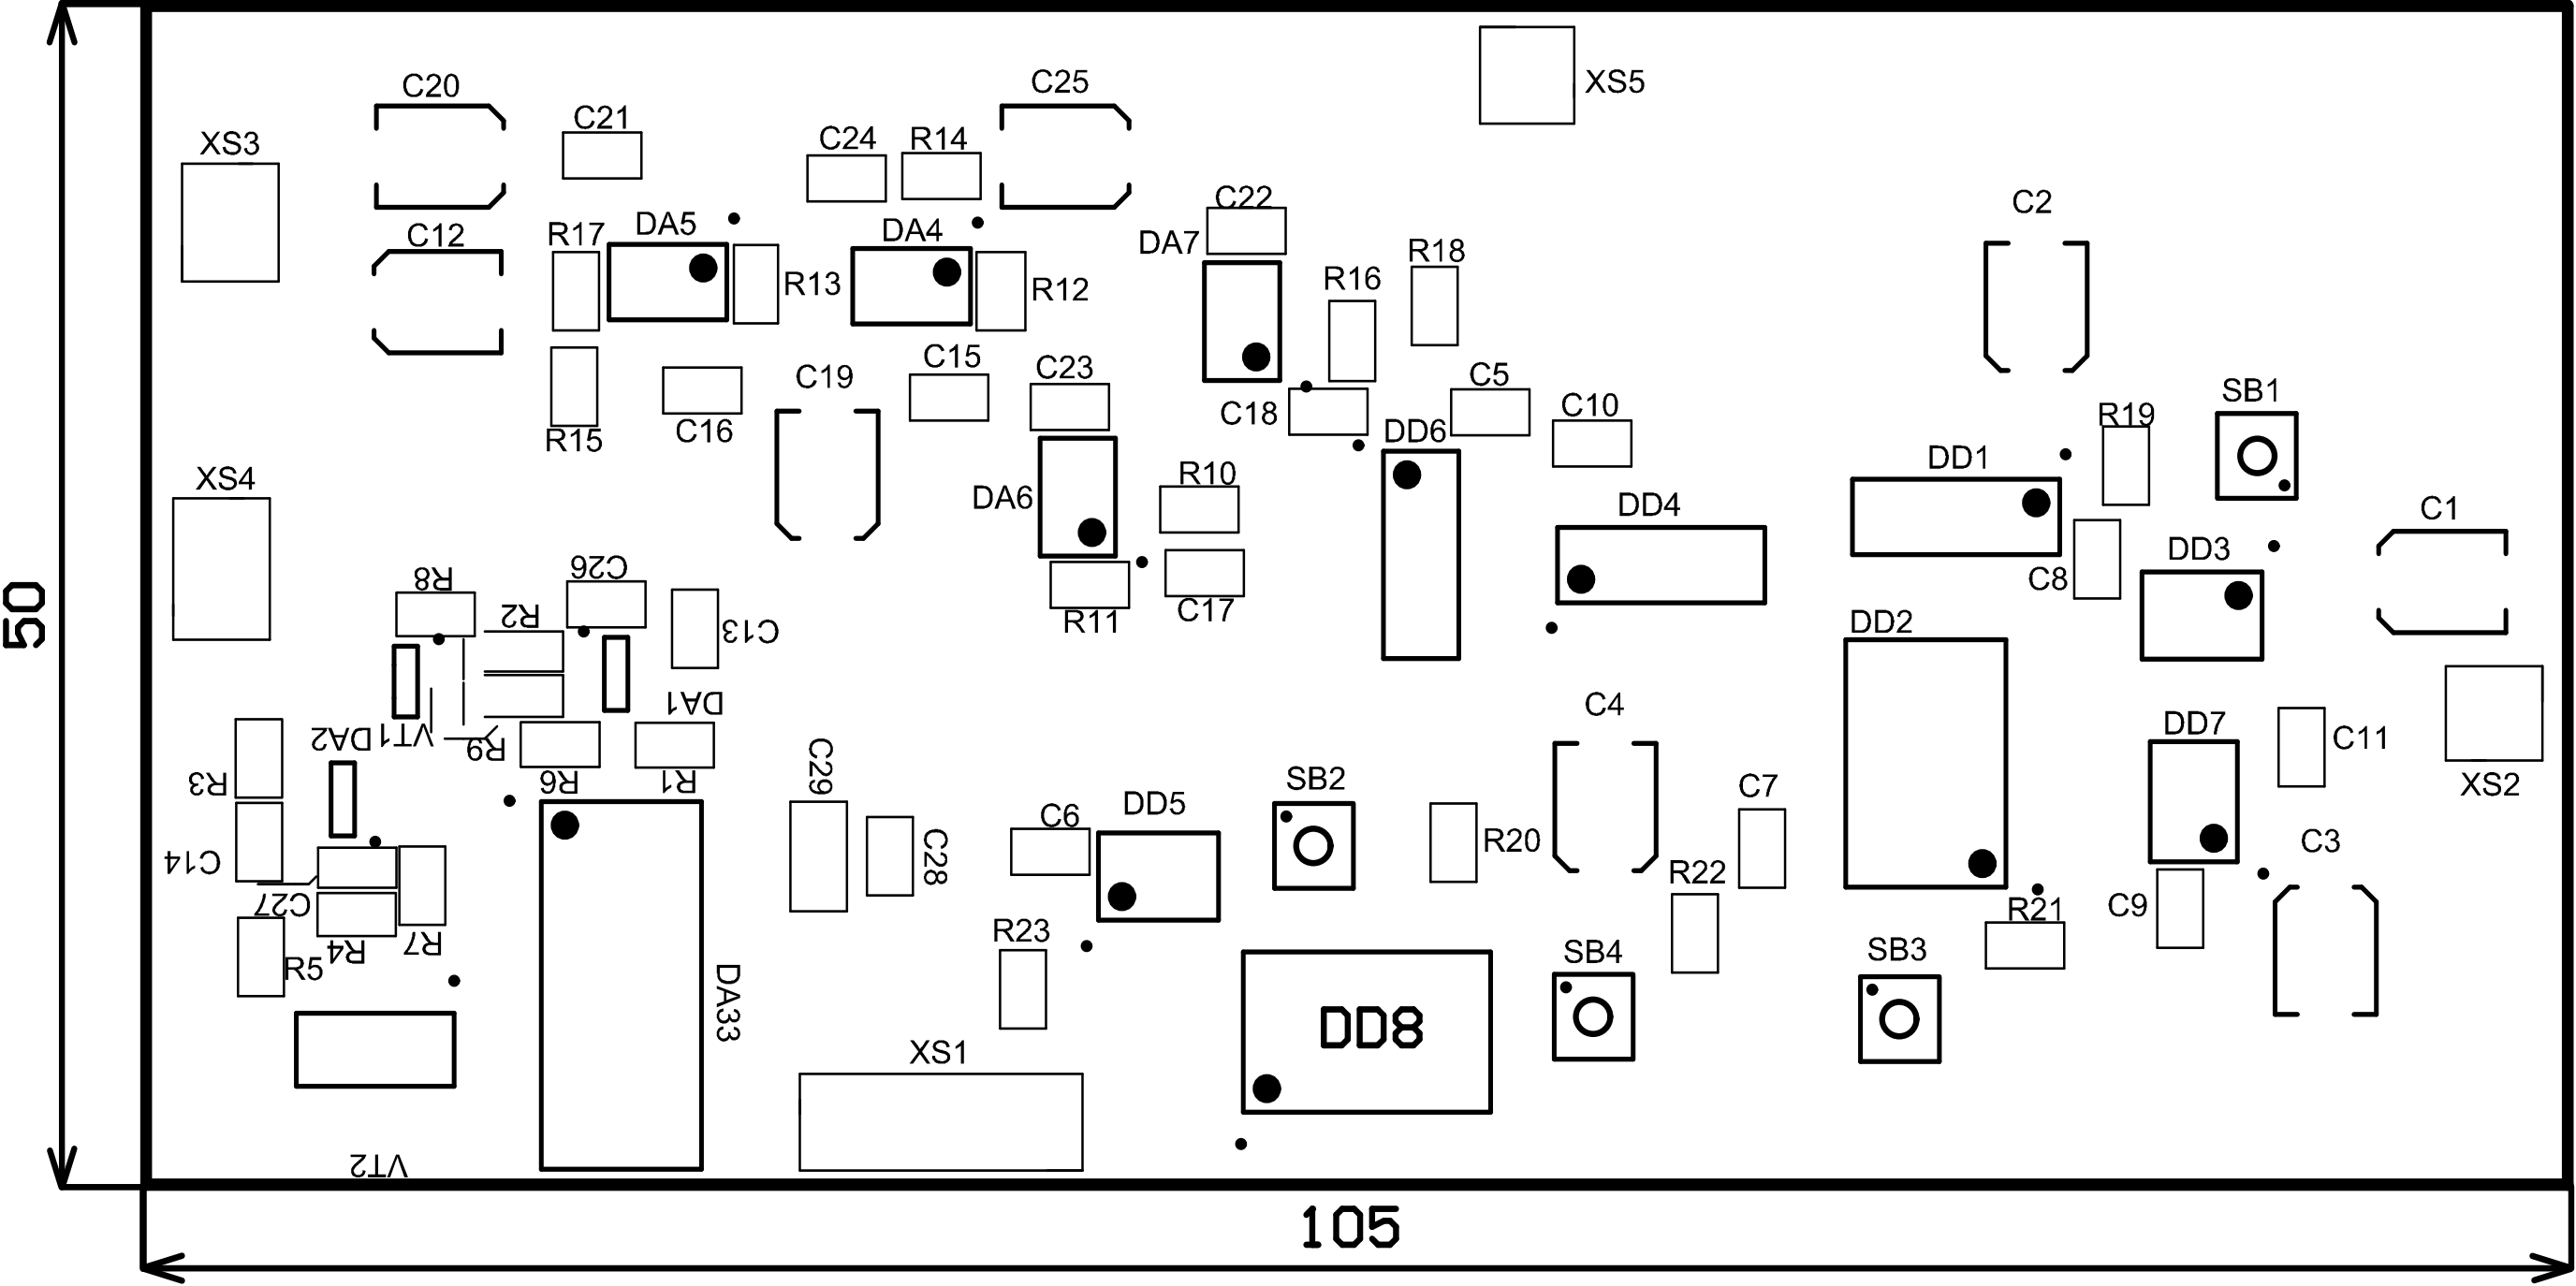 C20
C25
XS5
C21
XS3
C24
R14
C22
C2
R17
DA5
DA4
DA7
C12
R18
R13
R12
R16
C19
C15
C23
C5
SB1
C18
C10
R19
R15
C16
DD6
DD1
XS4
DA6
R10
DD4
C1
DD3
R8
C26
C8
50
R2
R11
C17
DD2
C13
DA1
C4
DA2
VT1
R9
DD7
C11
R3
R6
R1
C29
SB2
C7
XS2
DD5
C6
C14
C28
R20
C3
R22
C27
R21
C9
R4
R7
R23
SB4
SB3
R5
DA33
DD8
XS1
VT2
105